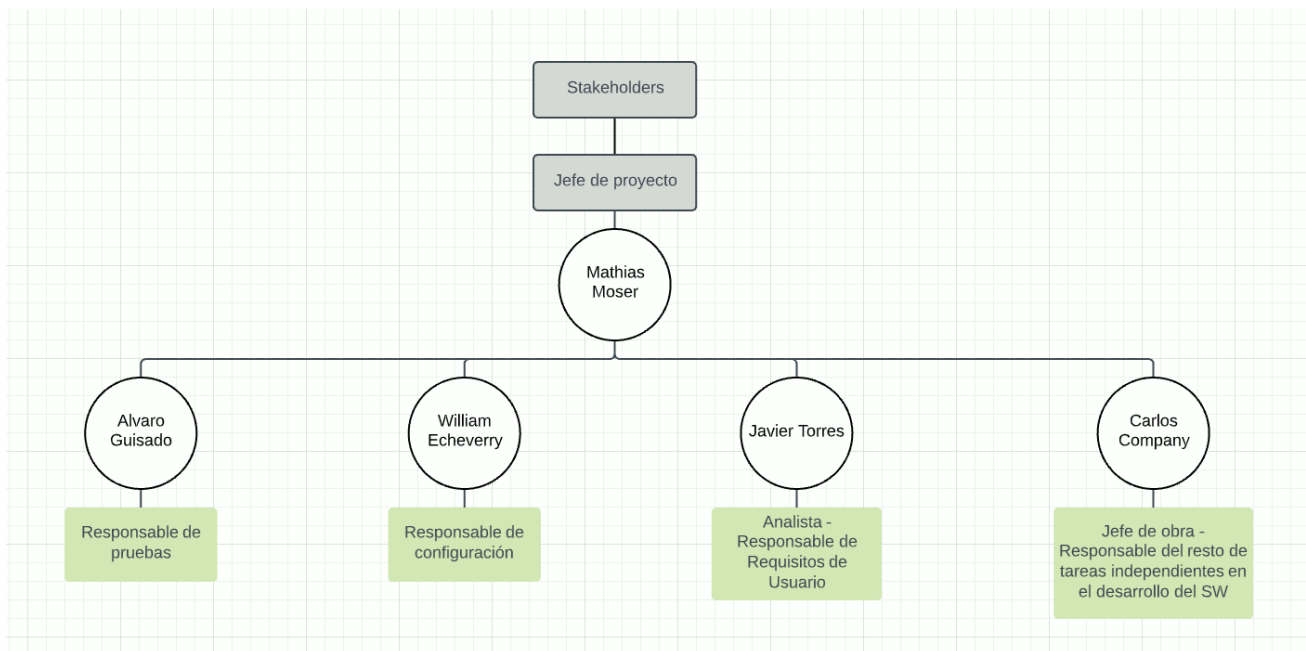 Stakeholders
Jefe de proyecto
Mathias
Moser
Alvaro
Guisado
William
Echeverry
Javier Torres
Carlos
Company
Responsable de
pruebas
Responsable de
configuración
Analista -
Responsable de
Requisitos de
Usuario
Jefe de obra -
Responsable del resto de
tareas independientes en
el desarrollo del SW